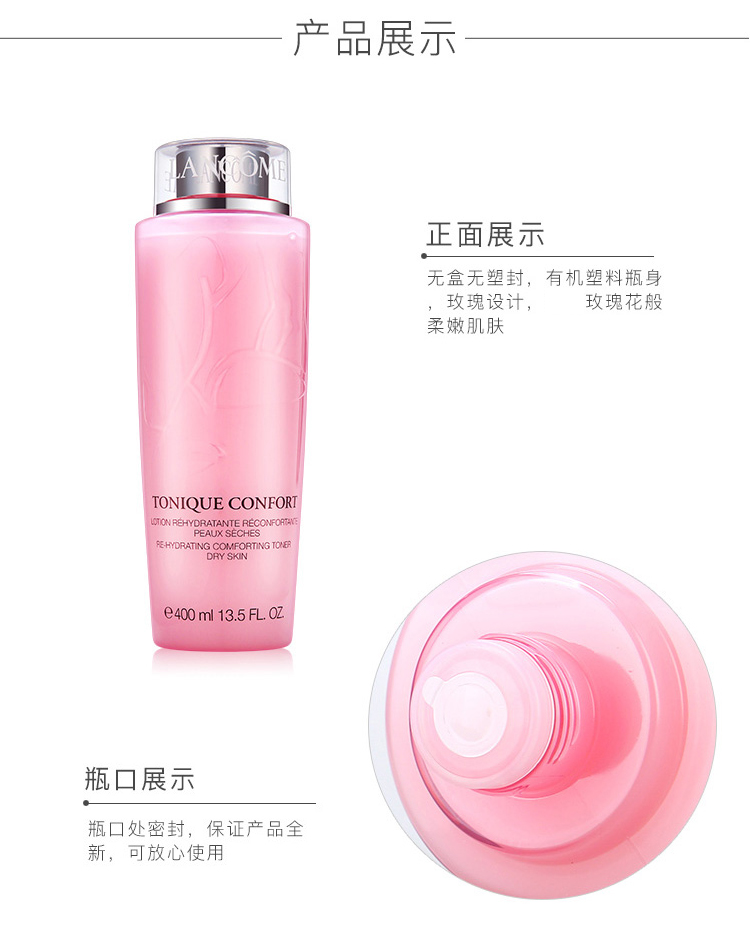 产品展示
LANCÔME
正面展示
无盒无塑封，有机塑料瓶身
，玫瑰设计，　　玫瑰花般
柔嫩肌肤
TONIQUE CONFORT
LOTION RÉHYDRATANTE RÉCONFORTANTE
PEAUX SÈCHES
RE-HYDRATING COMFORTING TONER
DRY SKIN
℮400 ml 13.5 FL. OZ.
瓶口展示
瓶口处密封，保证产品全
新，可放心使用